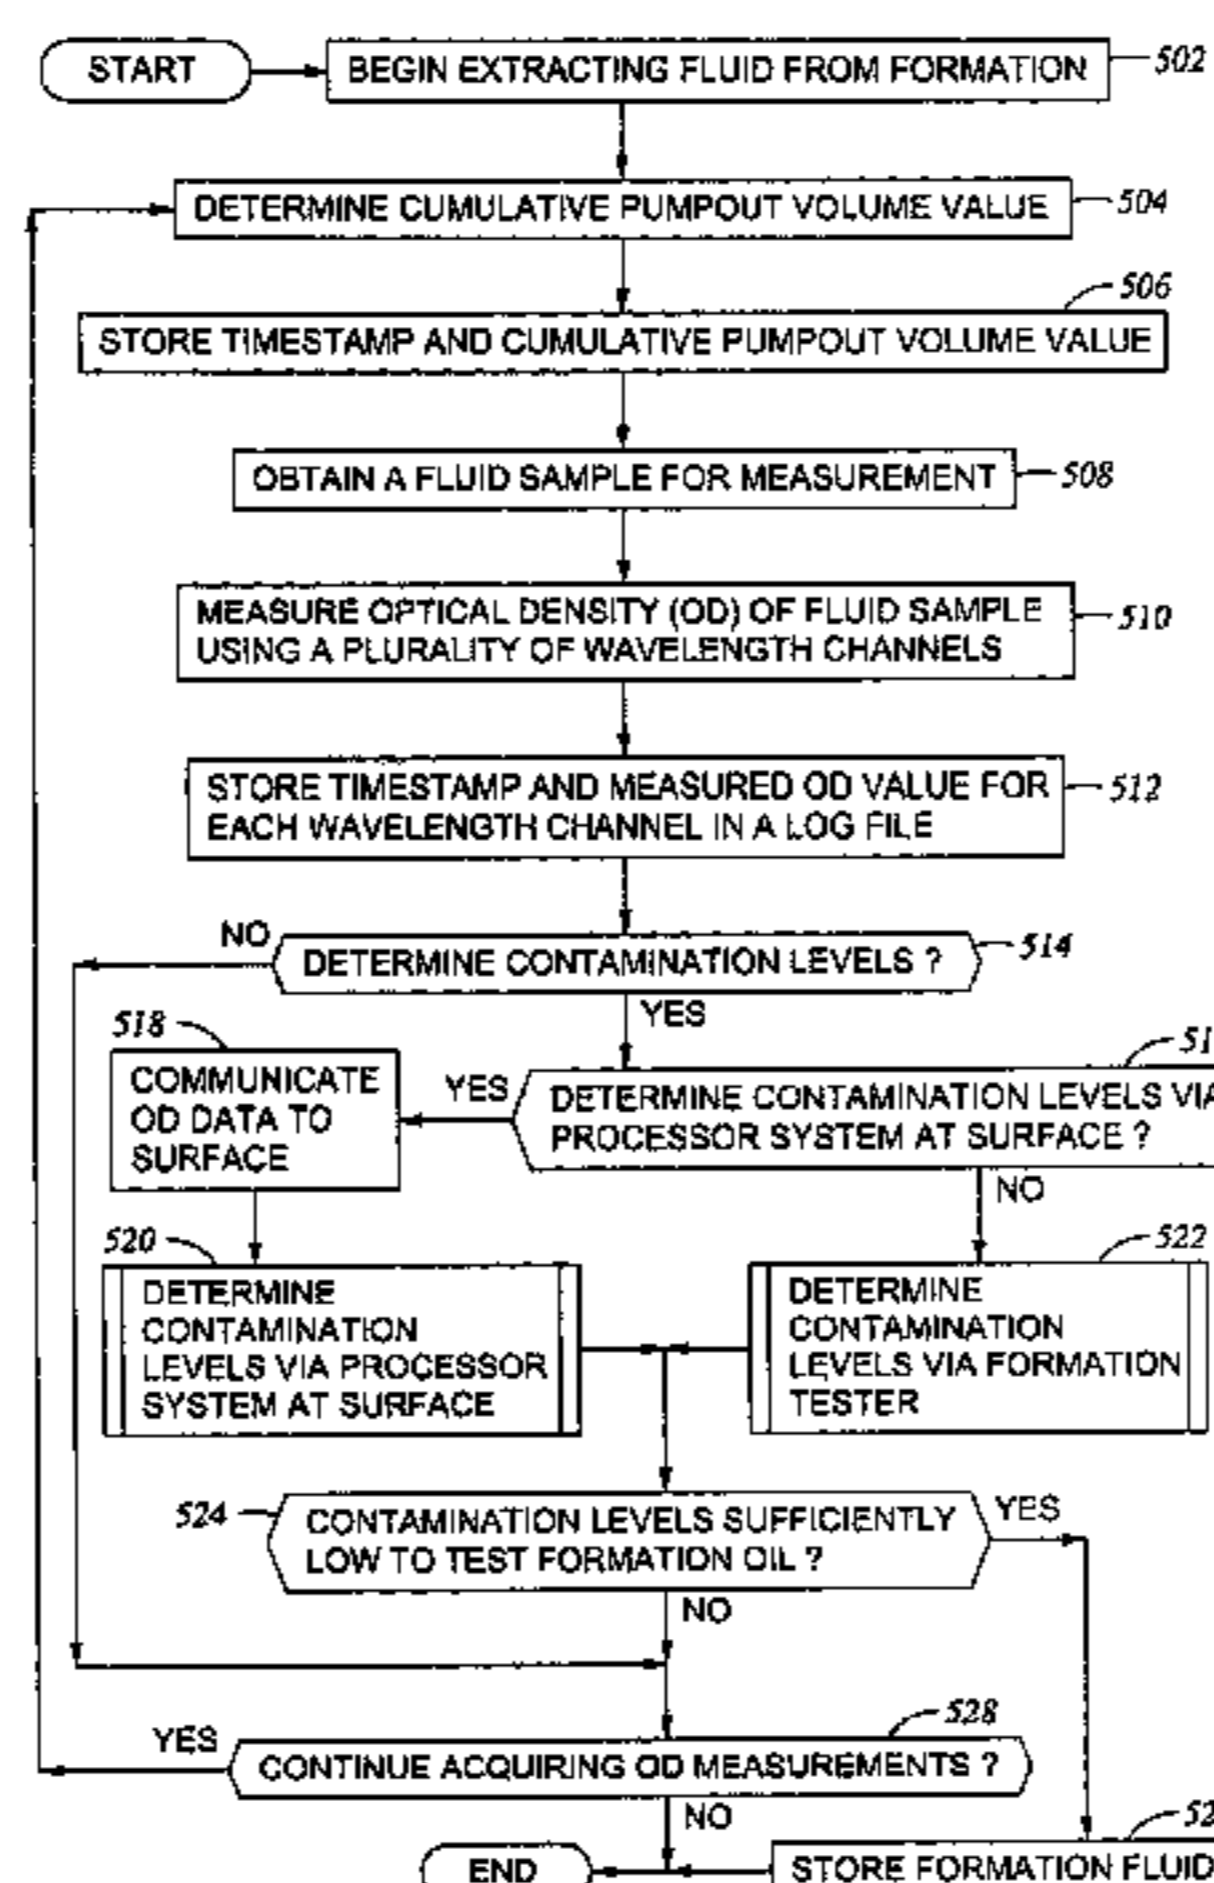 START
BEGIN EXTRACTING FLUID FROM FORMATION
502
DETERMINE CUMULATIVE PUMPOUT VOLUME VALUE
504
506
STORE TIMESTAMP AND CUMULATIVE PUMPOUT VOLUME VALUE
OBTAIN A FLUID SAMPLE FOR MEASUREMENT
508
MEASURE OPTICAL DENSITY (OD) OF FLUID SAMPLE
USING A PLURALITY OF WAVELENGTH CHANNELS
510
STORE TIMESTAMP AND MEASURED OD VALUE FOR
EACH WAVELENGTH CHANNEL IN A LOG FILE
512
NO
DETERMINE CONTAMINATION LEVELS ?
514
YES
518
COMMUNICATE
OD DATA TO
SURFACE
YES
51
DETERMINE CONTAMINATION LEVELS VIA
PROCESSOR SYSTEM AT SURFACE ?
NO
520
DETERMINE
CONTAMINATION
LEVELS VIA PROCESSOR
SYSTEM AT SURFACE
522
DETERMINE
CONTAMINATION
LEVELS VIA FORMATION
TESTER
524
CONTAMINATION LEVELS SUFFICIENTLY
LOW TO TEST FORMATION OIL ?
YES
NO
528
YES
CONTINUE ACQUIRING OD MEASUREMENTS ?
NO
52
END
STORE FORMATION FLUID